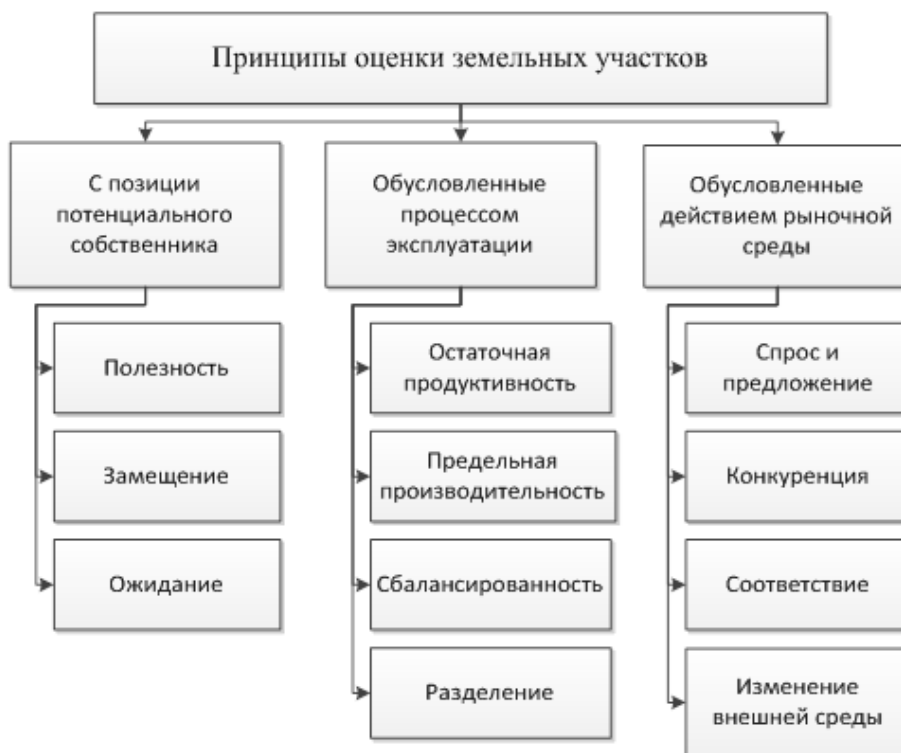 Принципы оценки земельных участков
С позиции
потенциального
собственника
Полезность
Замещение
Ожидание
Обусловленные
процессом
эксплуатации
Остаточная
продуктивность
Предельная
производительность
Сбалансированность
Разделение
Обусловленные
действием рыночной
среды
Спрос и
предложение
Конкуренция
Соответствие
Изменение
внешней среды